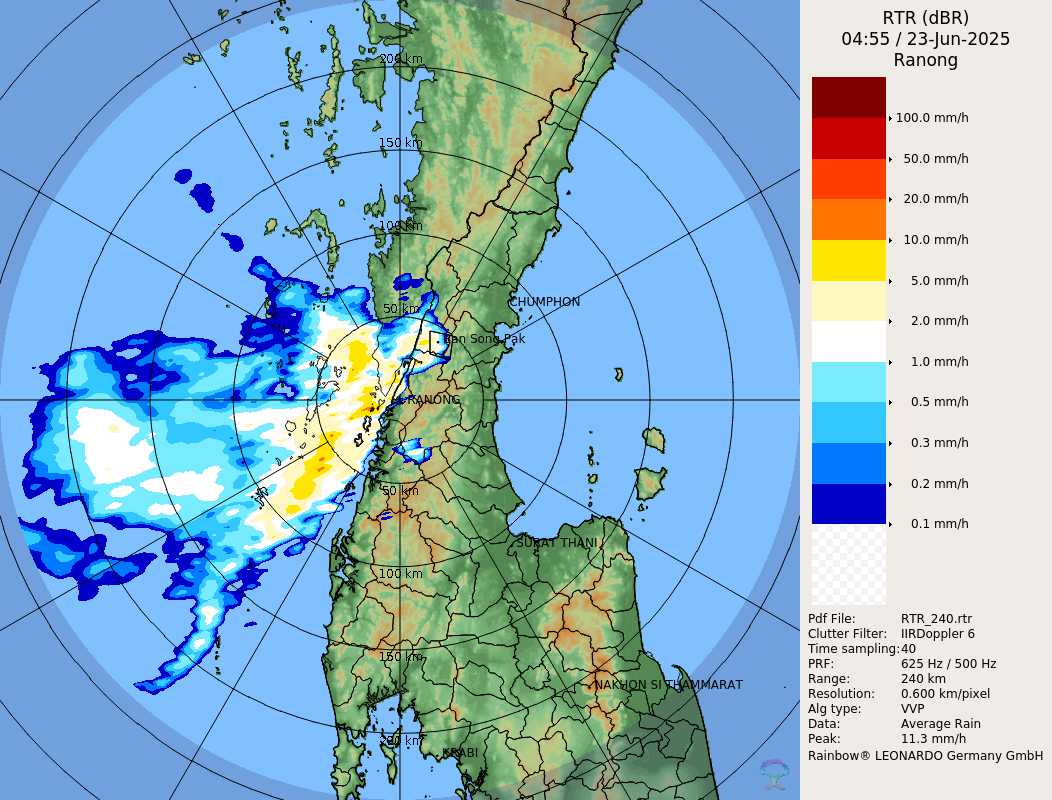 RTR (dBR)
04:55 / 23-Jun-2025
Ranong
100.0 mm/h
50.0 mm/h
20.0 mm/h
10.0 mm/h
5.0 mm/h
2.0 mm/h
1.0 mm/h
0.5 mm/h
0.3 mm/h
0.2 mm/h
0.1 mm/h
Pdf File: RTR_240.rtr
Clutter Filter: IIRDoppler 6
Time sampling:40
PRF: 625 Hz / 500 Hz
Range: 240 km
Resolution: 0.600 km/pixel
Alg type: VVP
Data: Average Rain
Peak: 11.3 mm/h
Rainbow® LEONARDO Germany GmbH
200 km
150 km
100 km
50 km
CHUMPHON
Ban Song Pak
RANONG
50 km
SURAT THANI
100 km
150 km
NAKHON SI THAMMARAT
200 km
KRABI